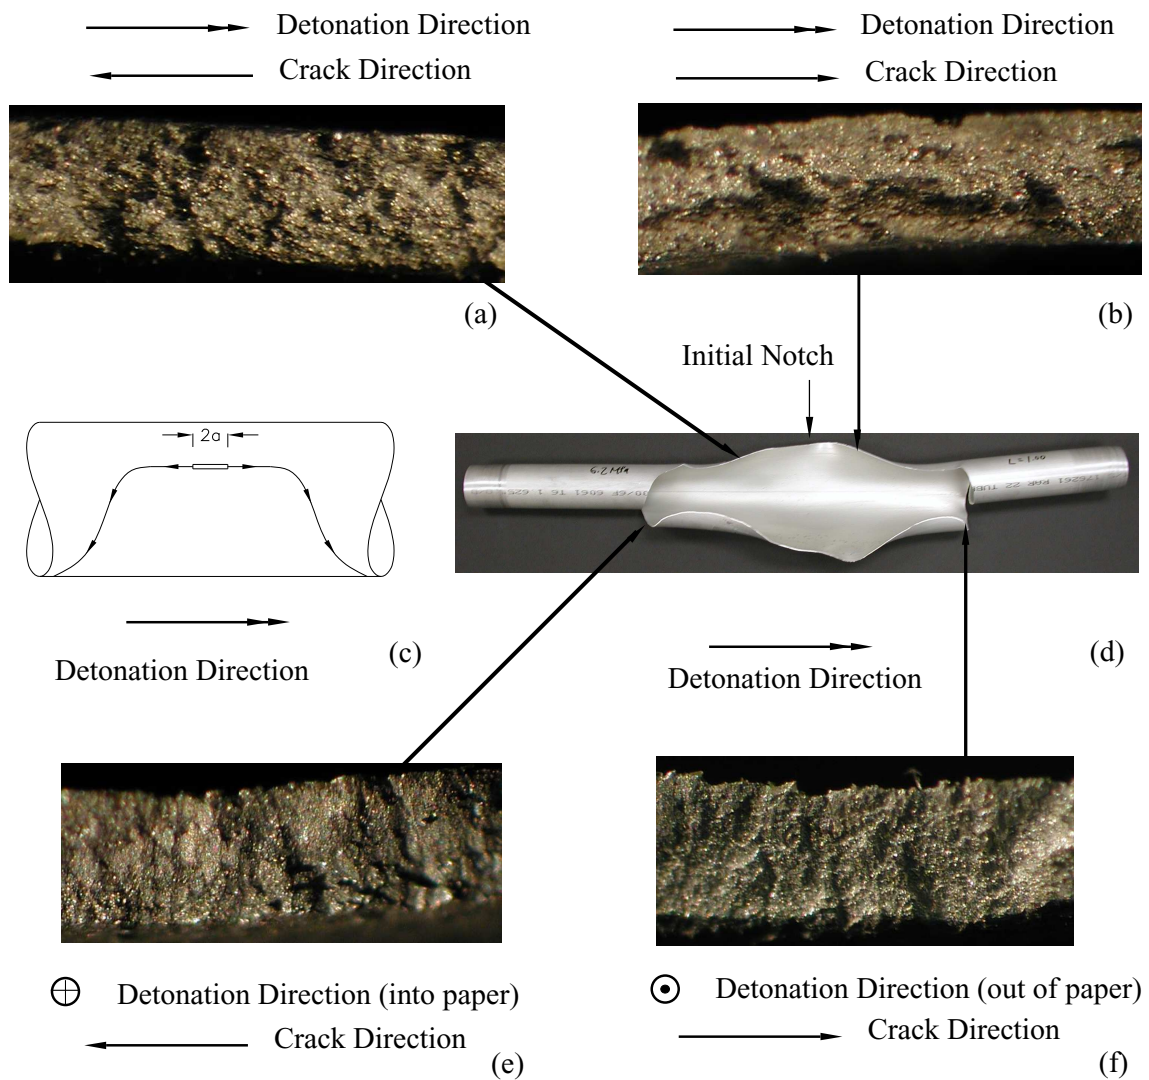 Detonation Direction
Crack Direction
Detonation Direction
Crack Direction
(a)
(b)
Initial Notch
2a
(c)
Detonation Direction
(d)
Detonation Direction
Detonation Direction (into paper)
Crack Direction
(e)
Detonation Direction (out of paper)
Crack Direction
(f)